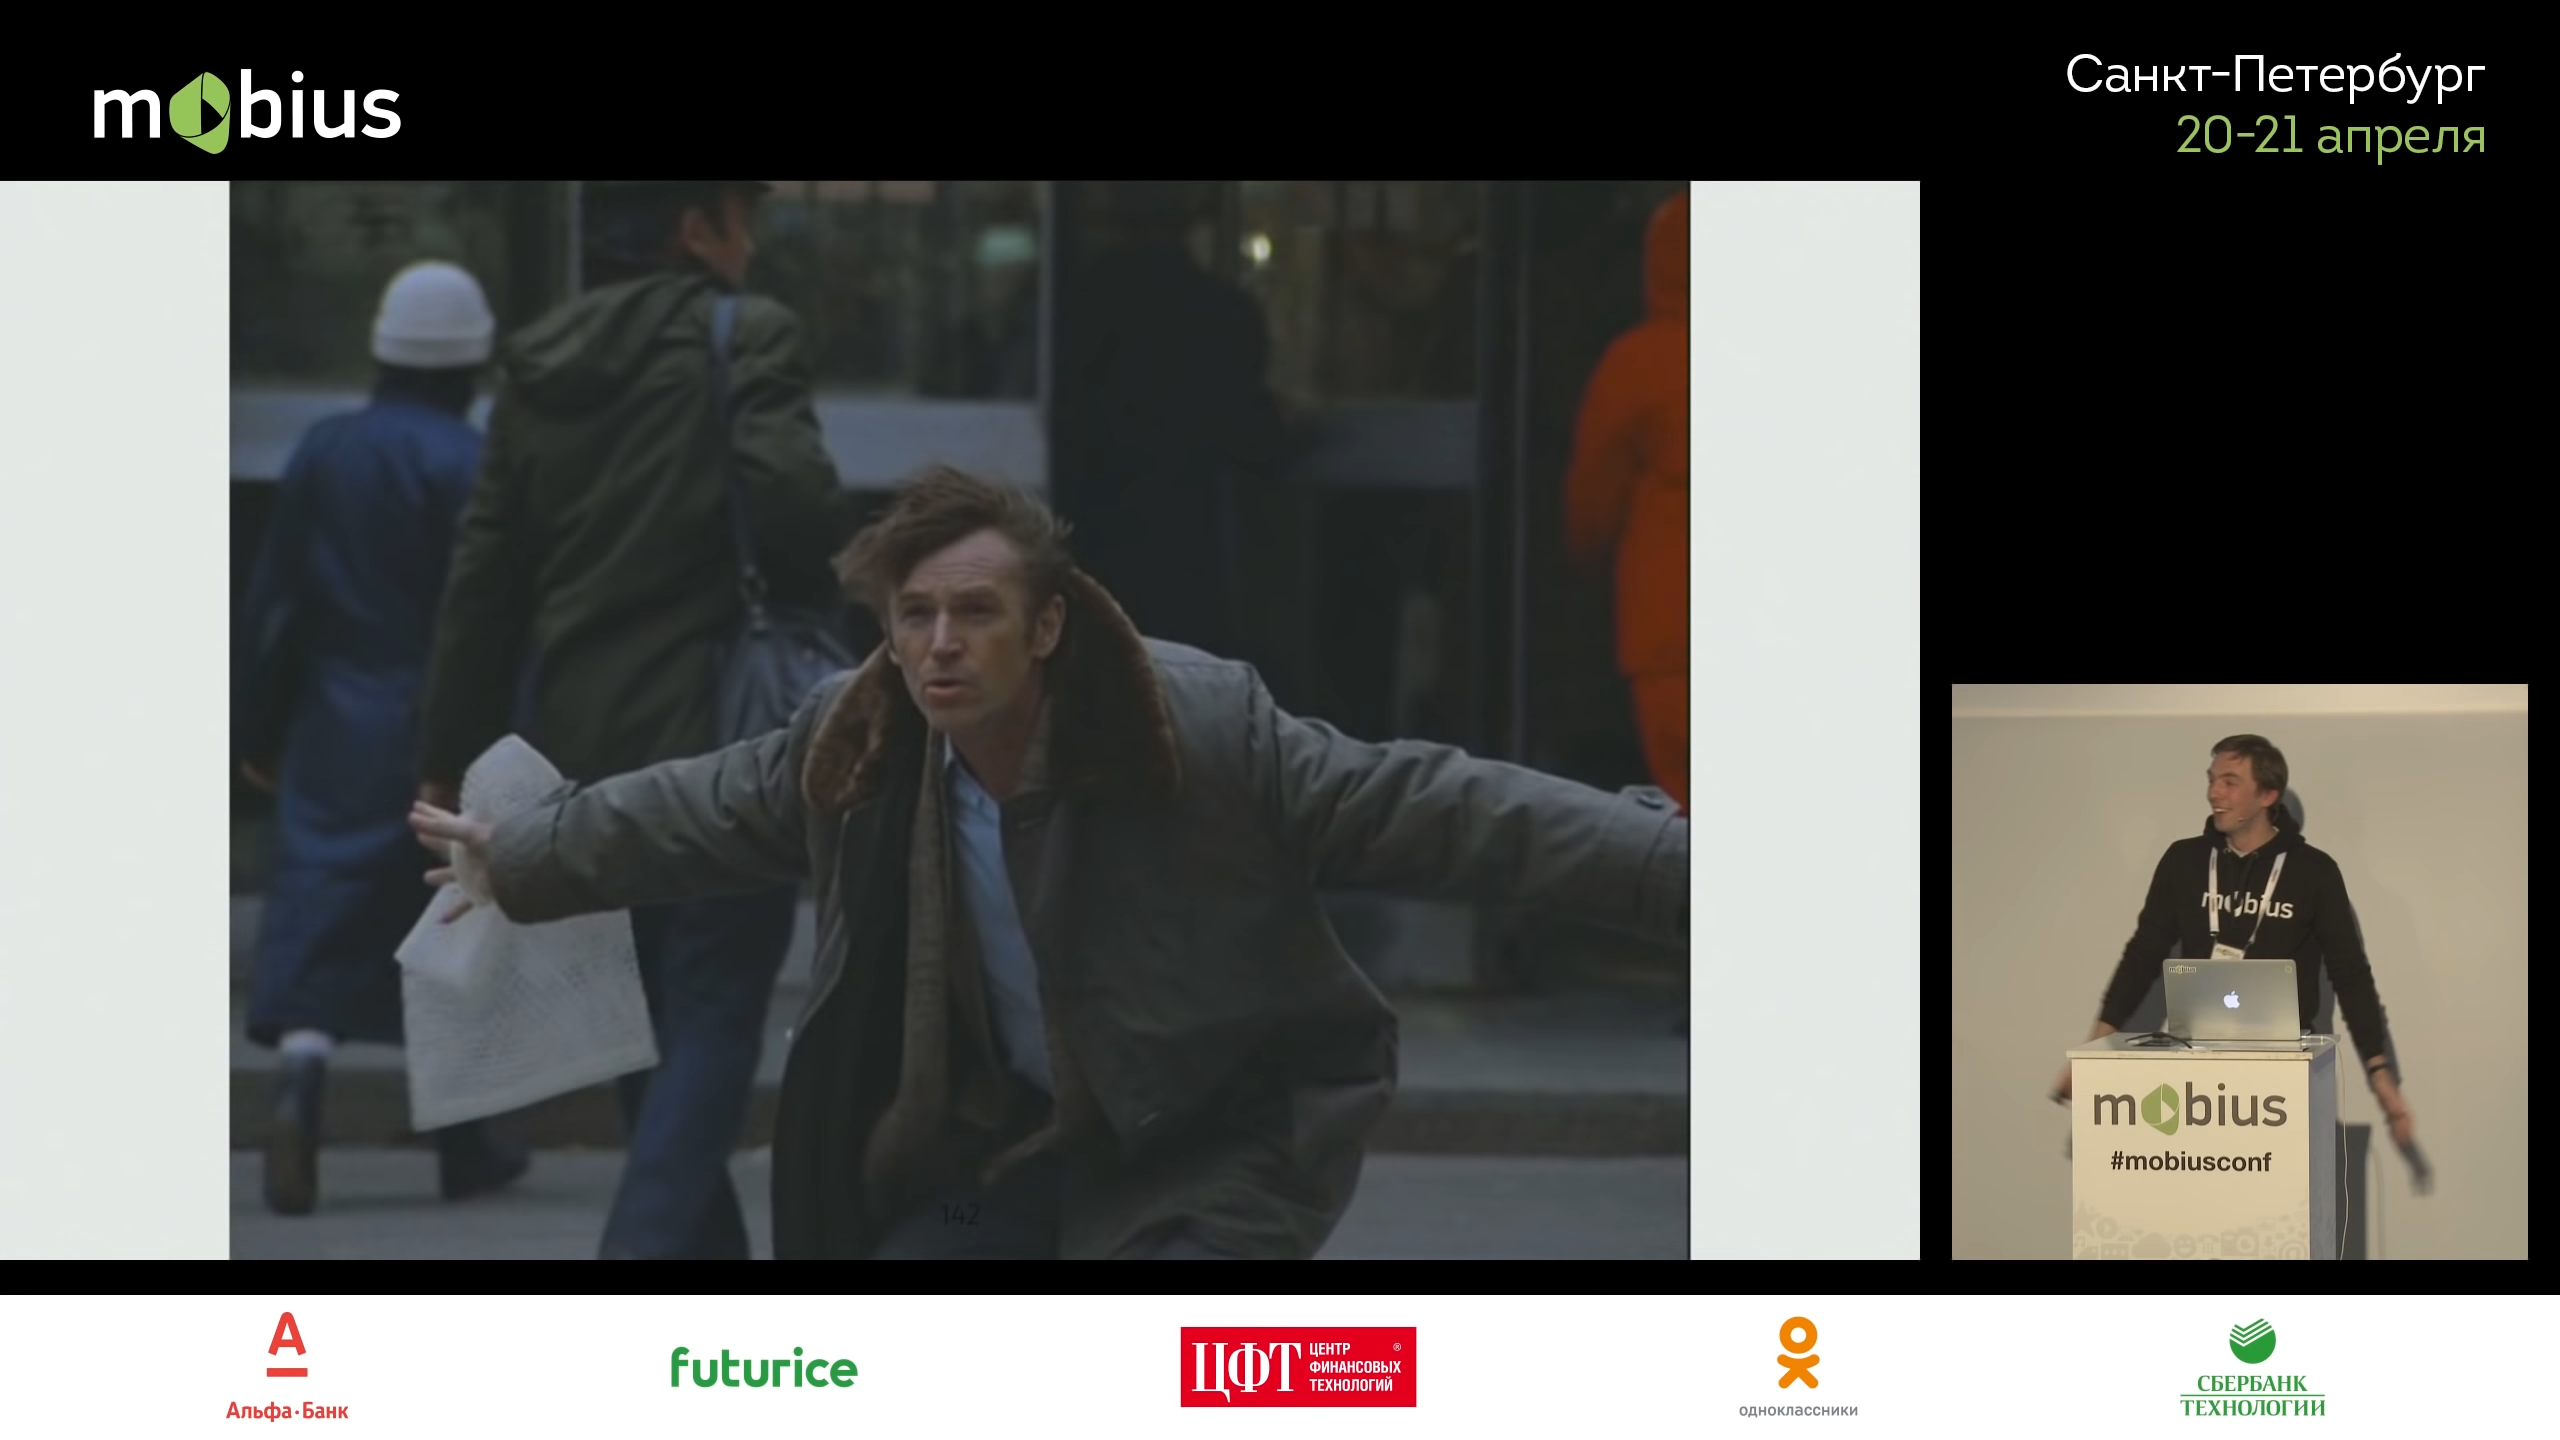 mobius
Санкт-Петербург
20-21 апреля
142
mobius
mobius
mobius
#mobiusconf
А
Альфа·Банк
futurice
ЦФТ
ЦЕНТР ®
ФИНАНСОВЫХ
ТЕХНОЛОГИЙ
одноклассники
СБЕРБАНК
ТЕХНОЛОГИИ